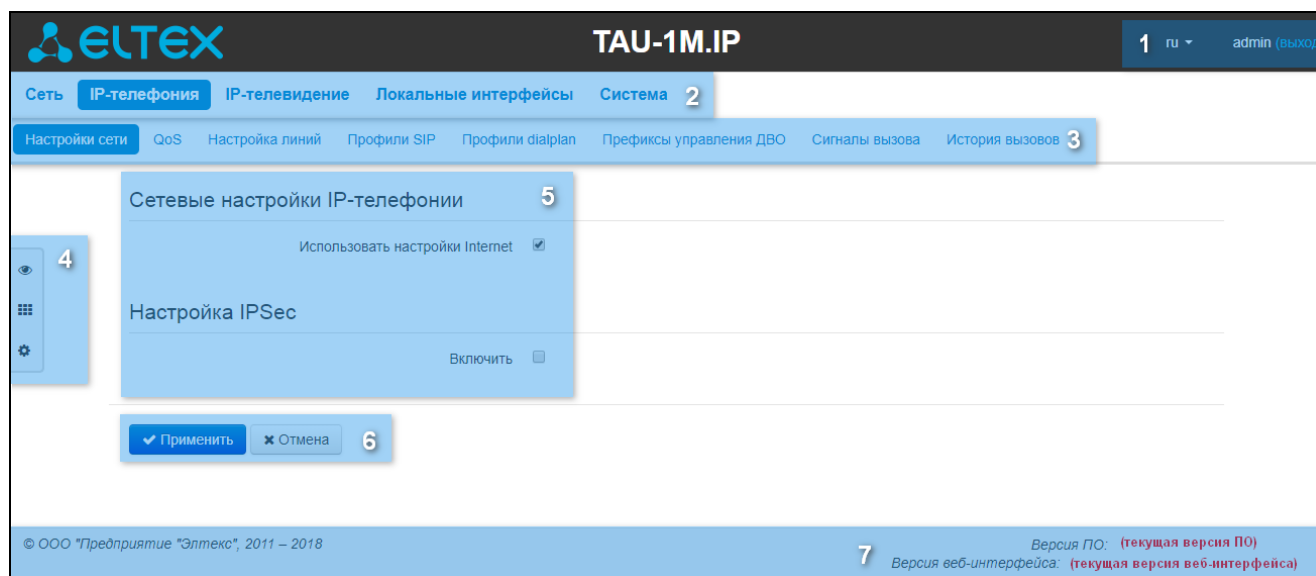 ELTEX TAU-1M.IP 1 ru admin (выход
Сеть IP-телефония IP-телевидение Локальные интерфейсы Система 2
Настройки сети QoS Настройка линий Профили SIP Профили dialplan Префиксы управления ДВО Сигналы вызова История вызовов 3
Сетевые настройки IP-телефонии 5
Использовать настройки Internet
4
Настройка IPSec
Включить
Применить Отмена 6
© ООО "Предприятие "Элтекс", 2011 – 2018
7
Версия ПО: (текущая версия ПО)
Версия веб-интерфейса: (текущая версия веб-интерфейса)